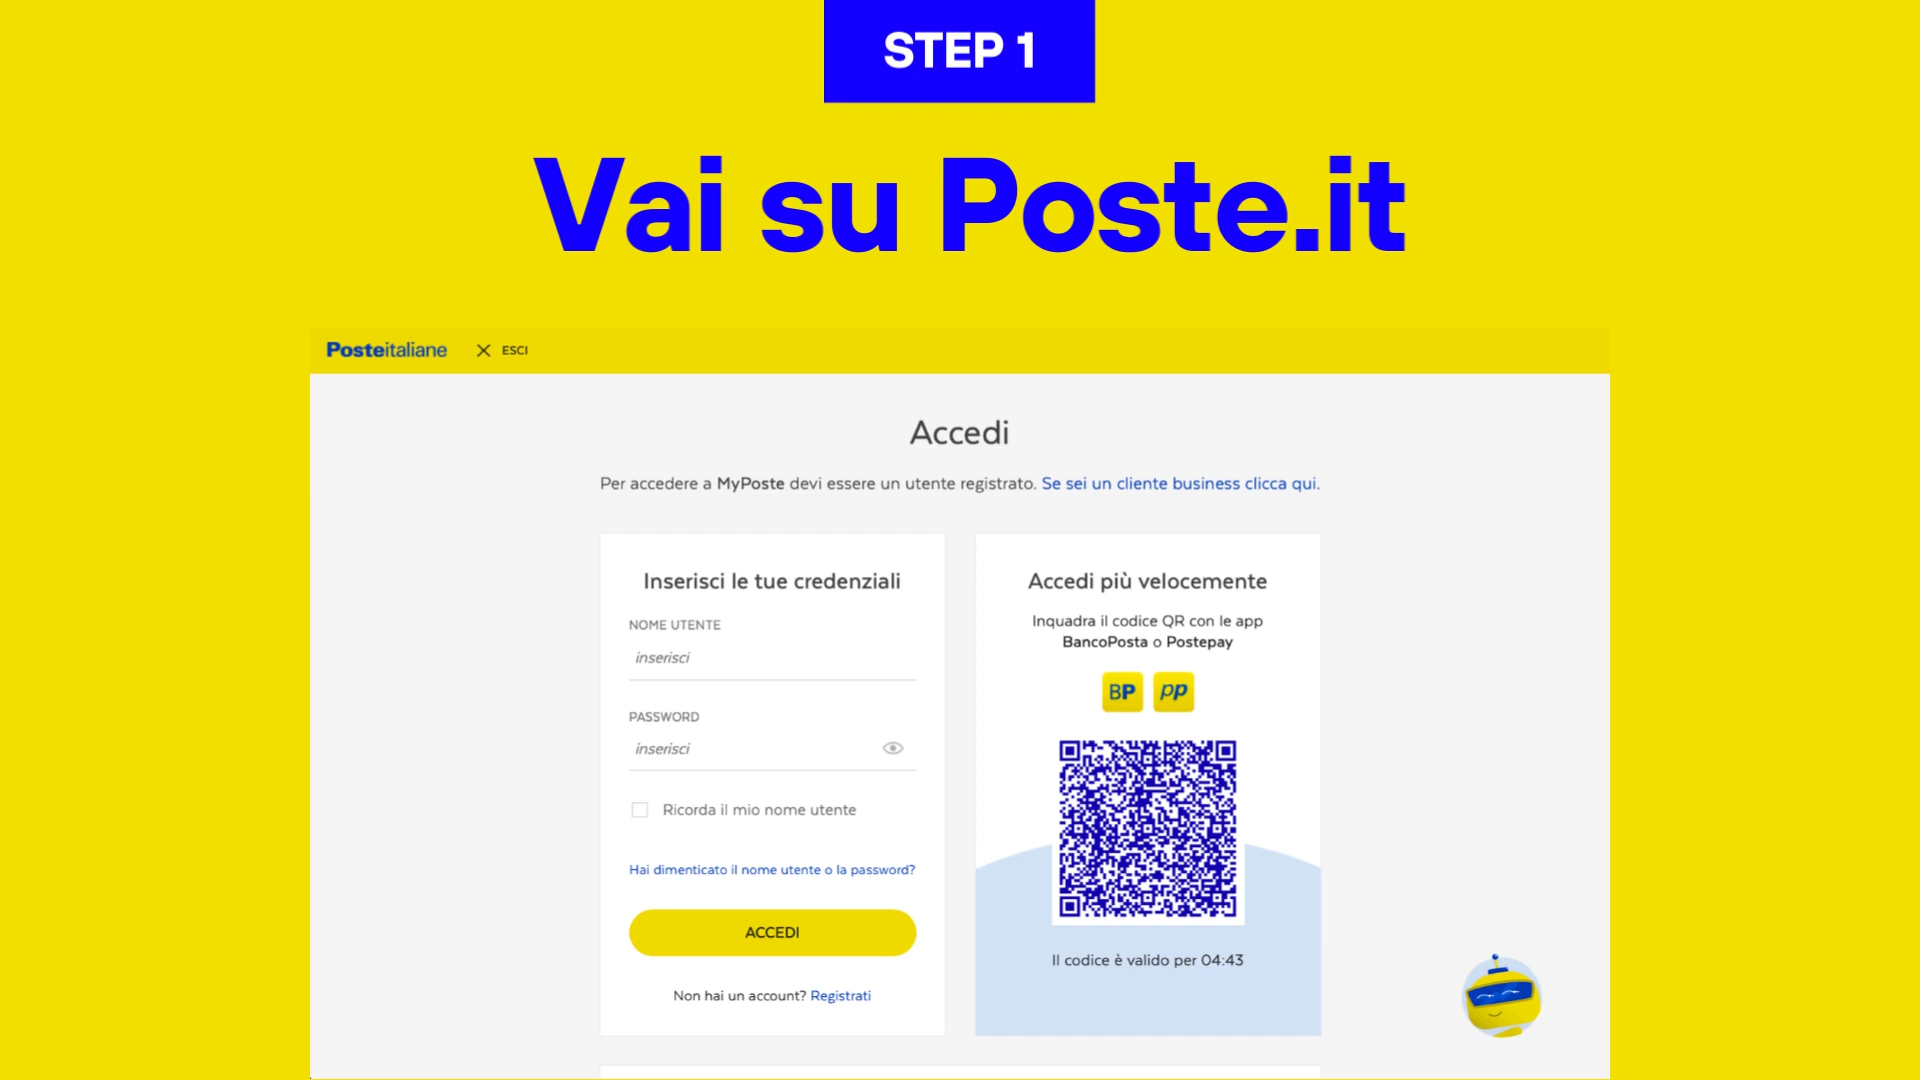 STEP 1
Vai su Poste.it
Posteitaliane
ESCI
Accedi
Per accedere a MyPoste devi essere un utente registrato. Se sei un cliente business clicca qui.
Inserisci le tue credenziali
NOME UTENTE
inserisci
PASSWORD
inserisci
Ricorda il mio nome utente
Hai dimenticato il nome utente o la password?
ACCEDI
Non hai un account? Registrati
Accedi più velocemente
Inquadra il codice QR con le app
BancoPosta o Postepay
BP
pp
Il codice è valido per 04:43